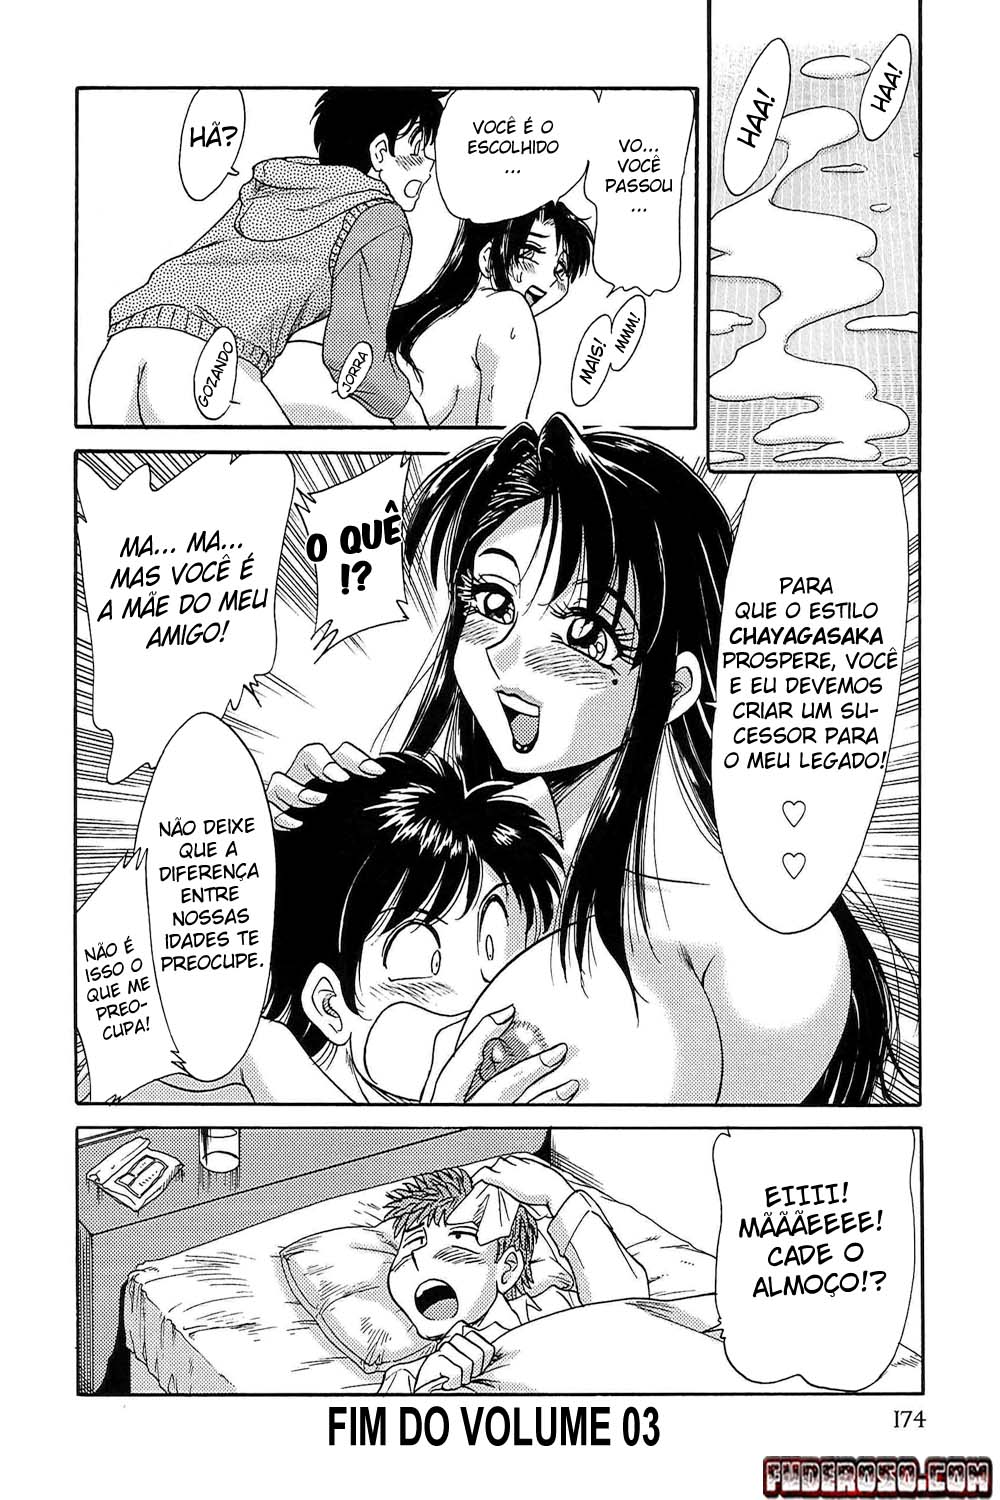 HAA!
HAA!
VO...
VOCÊ
PASSOU
...
VOCÊ É O
ESCOLHIDO
...
HÃ?
MMM!
MAIS!
JORRA
GOZANDO
PARA
QUE O ESTILO
CHAYAGASAKA
PROSPERE, VOCÊ
E EU DEVEMOS
CRIAR UM SU-
CESSOR PARA
O MEU LEGADO!
♡
♡
O QUÊ
!?
MA... MA...
MAS VOCÊ É
A MÃE DO MEU
AMIGO!
NÃO DEIXE
QUE A
DIFERENÇA
ENTRE
NOSSAS
IDADES TE
PREOCUPE.
NÃO É
ISSO O
QUE ME
PREO-
CUPA!
EIIII!
MÃÃÃEEEE!
CADE O
ALMOÇO!?
FIM DO VOLUME 03
174
FUDEROSO.COM